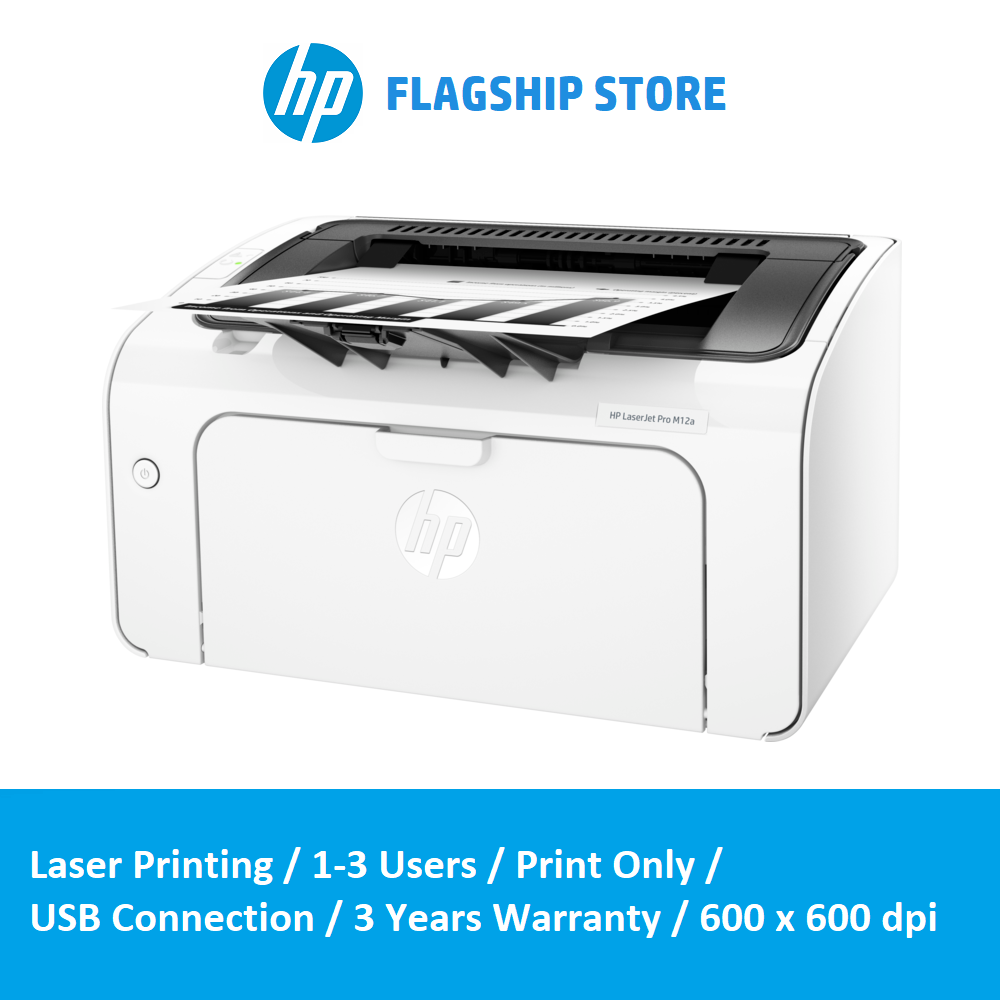 hp FLAGSHIP STORE
HP LaserJet Pro M12a
hp
Laser Printing / 1-3 Users / Print Only /
USB Connection / 3 Years Warranty / 600 x 600 dpi